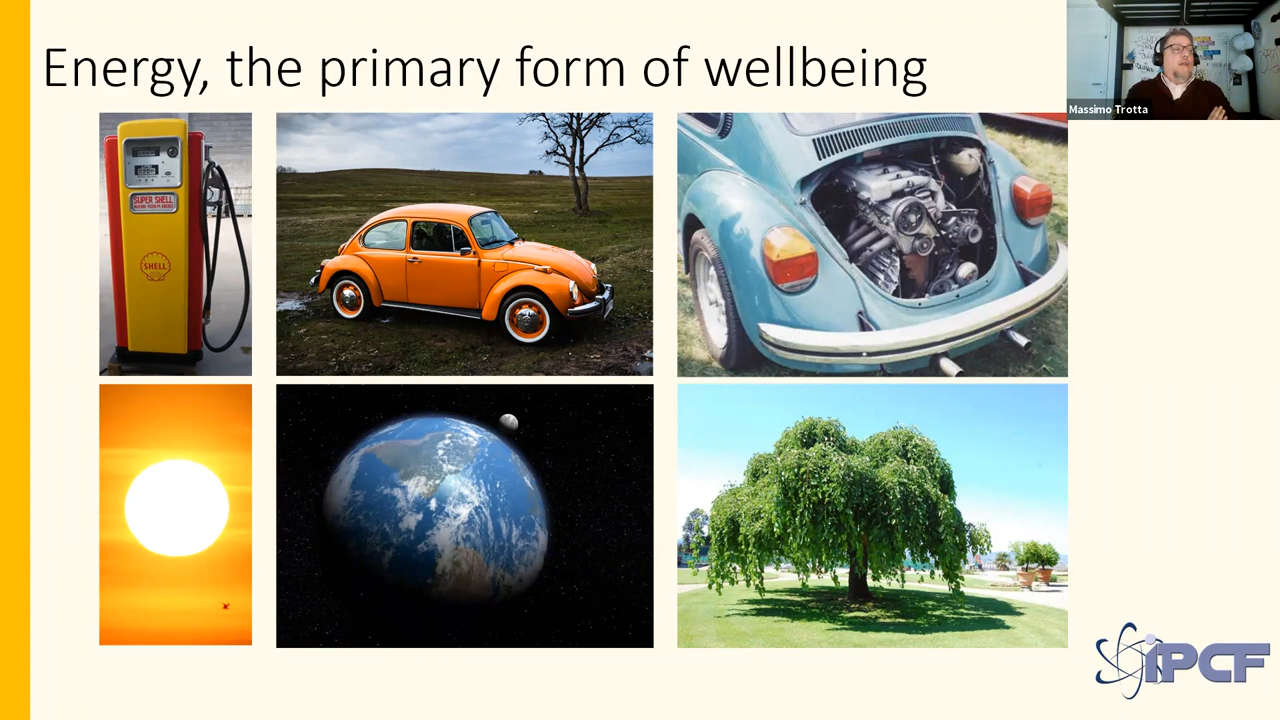 Energy, the primary form of wellbeing
Massimo Trotta
SUPER SHELL
SHELL
iPCF